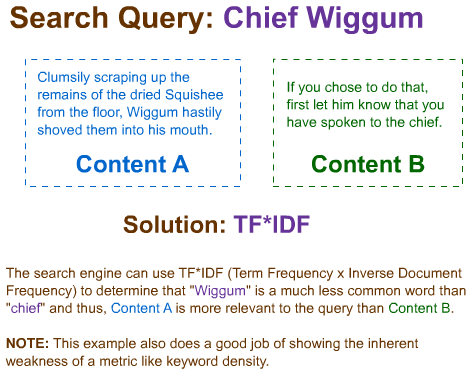 Search Query: Chief Wiggum
Clumsily scraping up the
remains of the dried Squishee
from the floor, Wiggum hastily
shoved them into his mouth.
Content A
If you chose to do that,
first let him know that you
have spoken to the chief.
Content B
Solution: TF*IDF
The search engine can use TF*IDF (Term Frequency x Inverse Document
Frequency) to determine that "Wiggum" is a much less common word than
"chief" and thus, Content A is more relevant to the query than Content B.
NOTE: This example also does a good job of showing the inherent
weakness of a metric like keyword density.